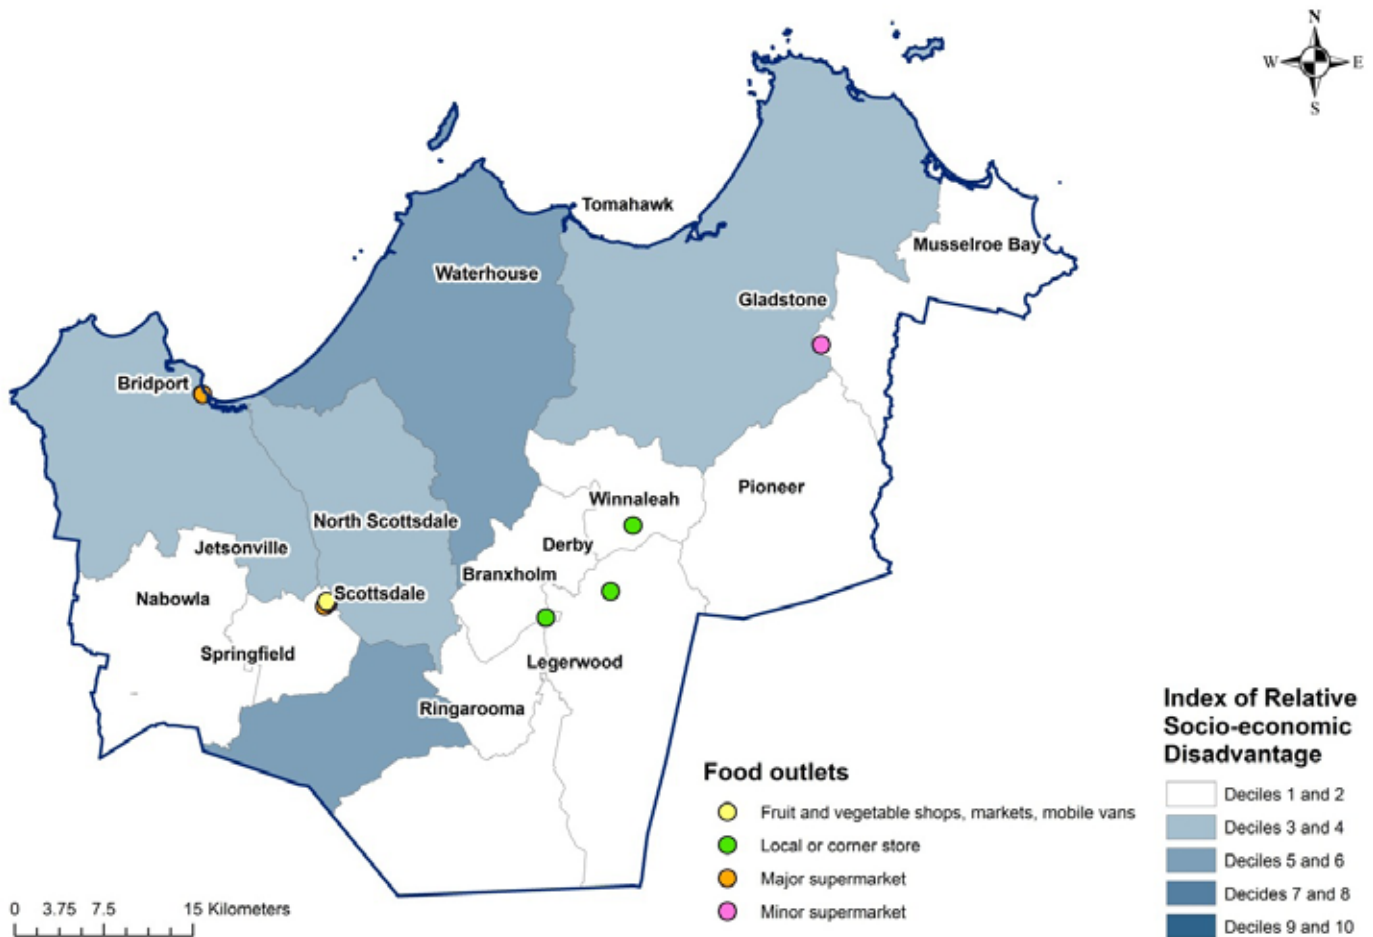 N
W E
S
Tomahawk
Musselroe Bay
Waterhouse
Gladstone
Bridport
Winnaleah
Pioneer
North Scottsdale
Jetsonville
Derby
Branxholm
Scottsdale
Nabowla
Springfield
Legerwood
Ringarooma
Food outlets
Fruit and vegetable shops, markets, mobile vans
Local or corner store
Major supermarket
Minor supermarket
Index of Relative
Socio-economic
Disadvantage
Deciles 1 and 2
Deciles 3 and 4
Deciles 5 and 6
Decides 7 and 8
Deciles 9 and 10
0 3.75 7.5 15 Kilometers